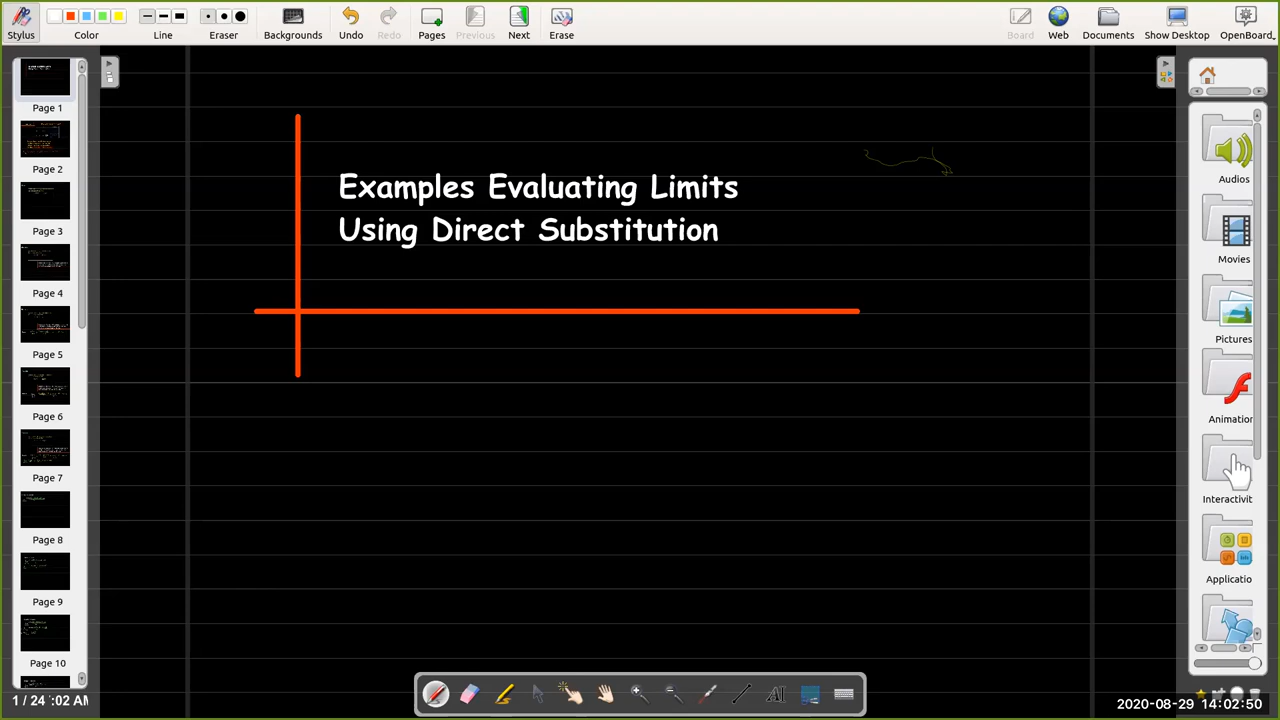 Stylus
Color
Line
Eraser
Backgrounds
Undo
Redo
Pages
Previous
Next
Erase
Board
Web
Documents
Show Desktop
OpenBoard
Page 1
Page 2
Page 3
Page 4
Page 5
Page 6
Page 7
Page 8
Page 9
Page 10
Examples Evaluating Limits
Using Direct Substitution
Audios
Movies
Pictures
Animation
Interactivit
Applicatio
AI
1 / 24 :02 AM
2020-08-29 14:02:50